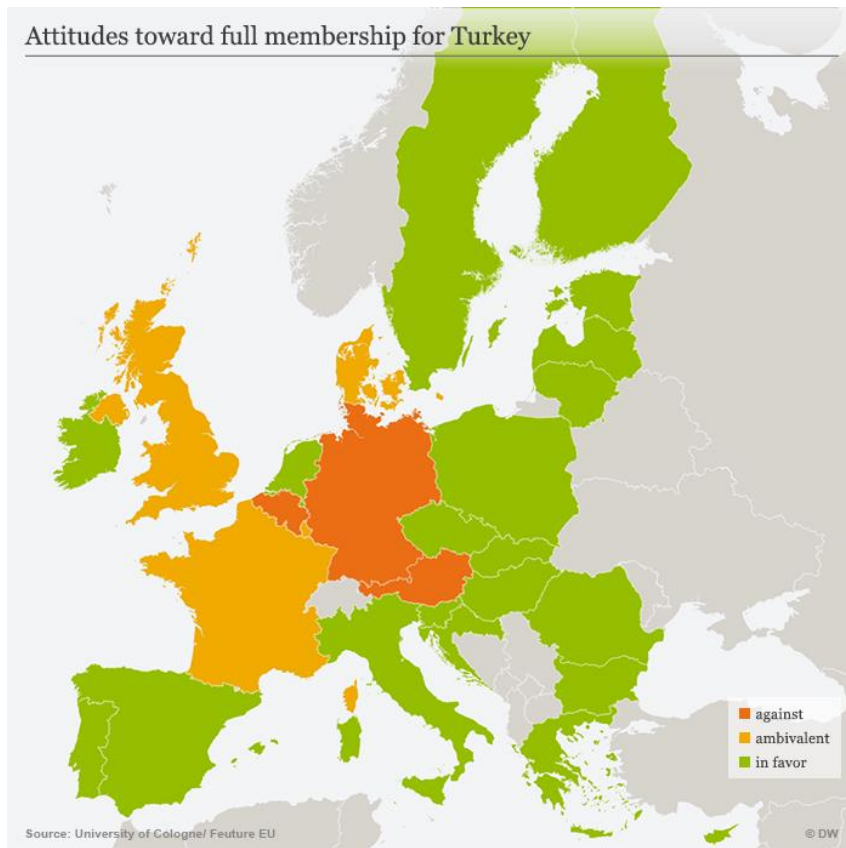 Attitudes toward full membership for Turkey
against
ambivalent
in favor
Source: University of Cologne/ Feuture EU
© DW